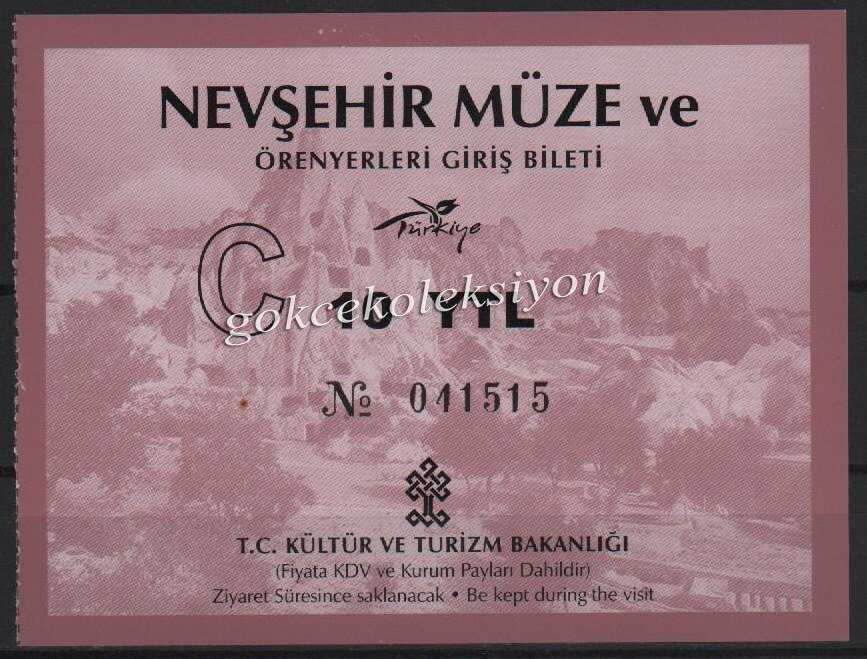 NEVŞEHİR MÜZE ve
ÖRENYERLERİ GİRİŞ BİLETİ
Türkiye
C 10 YTL
gokcekoleksiyon
№ 041515
T.C. KÜLTÜR VE TURİZM BAKANLIĞI
(Fiyata KDV ve Kurum Payları Dahildir)
Ziyaret Süresince saklanacak • Be kept during the visit